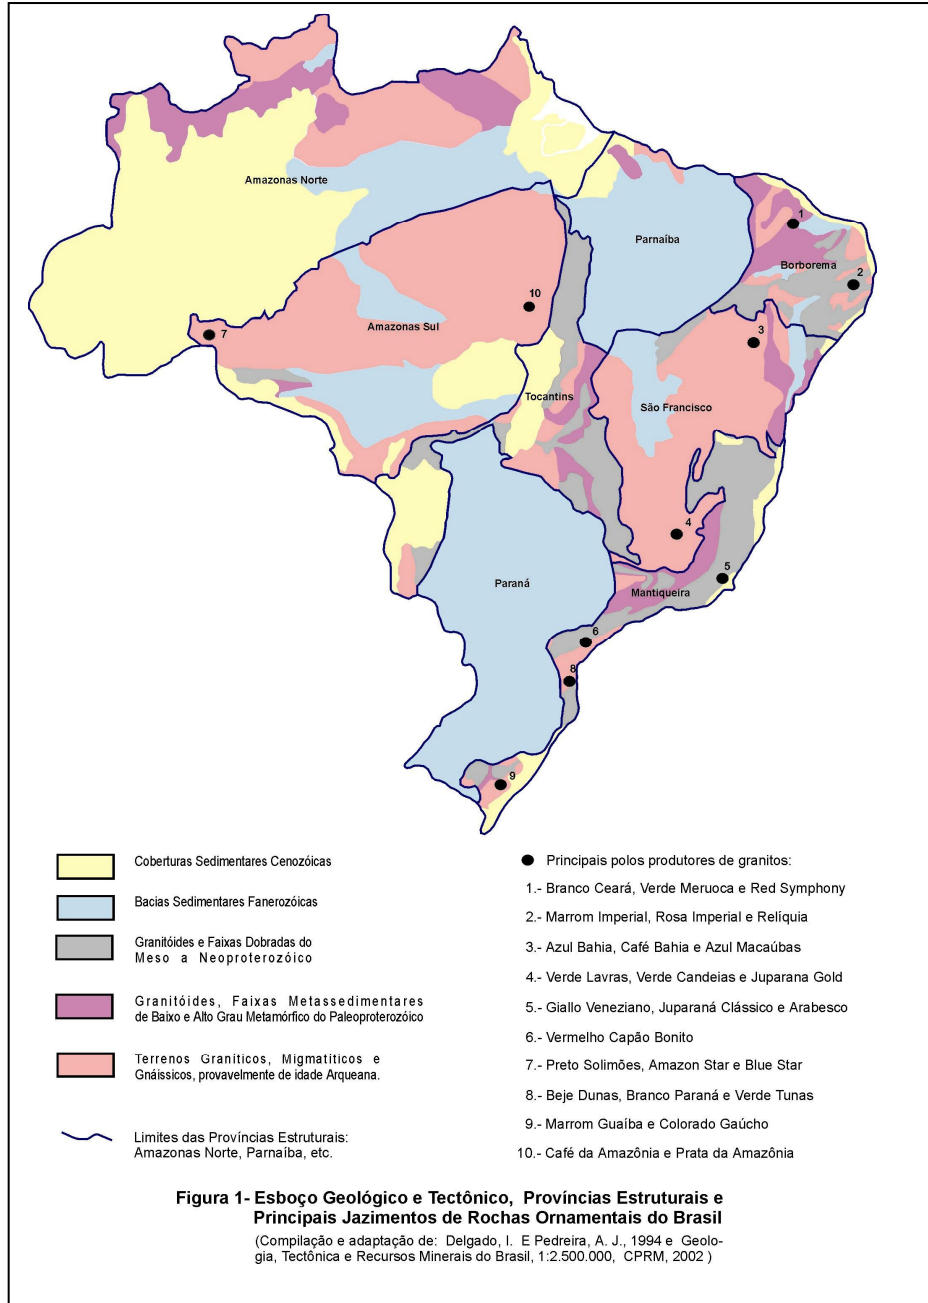 Amazonas Norte
Parnaíba
1
Borborema
2
10
7
Amazonas Sul
3
Tocantins
São Francisco
4
5
Paraná
Mantiqueira
6
8
9
Coberturas Sedimentares Cenozóicas
Bacias Sedimentares Fanerozóicas
Granitóides e Faixas Dobradas do
Meso a Neoproterozóico
Granitóides, Faixas Metassedimentares
de Baixo e Alto Grau Metamórfico do Paleoproterozóico
Terrenos Graníticos, Migmatíticos e
Gnáissicos, provavelmente de idade Arqueana.
Limites das Províncias Estruturais:
Amazonas Norte, Parnaíba, etc.
Principais polos produtores de granitos:
1.- Branco Ceará, Verde Meruoca e Red Symphony
2.- Marrom Imperial, Rosa Imperial e Relíquia
3.- Azul Bahia, Café Bahia e Azul Macaúbas
4.- Verde Lavras, Verde Candeias e Juparana Gold
5.- Giallo Veneziano, Juparaná Clássico e Arabesco
6.- Vermelho Capão Bonito
7.- Preto Solimões, Amazon Star e Blue Star
8.- Beje Dunas, Branco Paraná e Verde Tunas
9.- Marrom Guaíba e Colorado Gaúcho
10.- Café da Amazônia e Prata da Amazônia
Figura 1- Esboço Geológico e Tectônico, Províncias Estruturais e
Principais Jazimentos de Rochas Ornamentais do Brasil
(Compilação e adaptação de: Delgado, I. E Pedreira, A. J., 1994 e Geolo-
gia, Tectônica e Recursos Minerais do Brasil, 1:2.500.000, CPRM, 2002 )